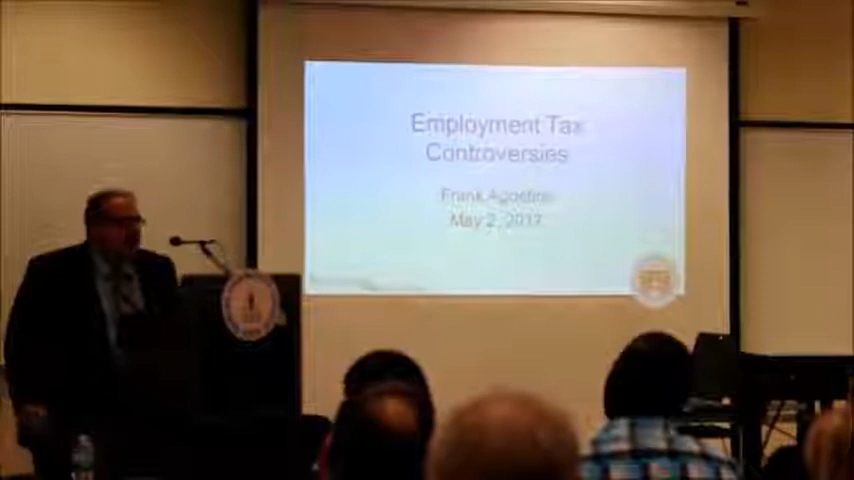 Employment Tax
Controversies
Frank Agostino
May 2, 2017